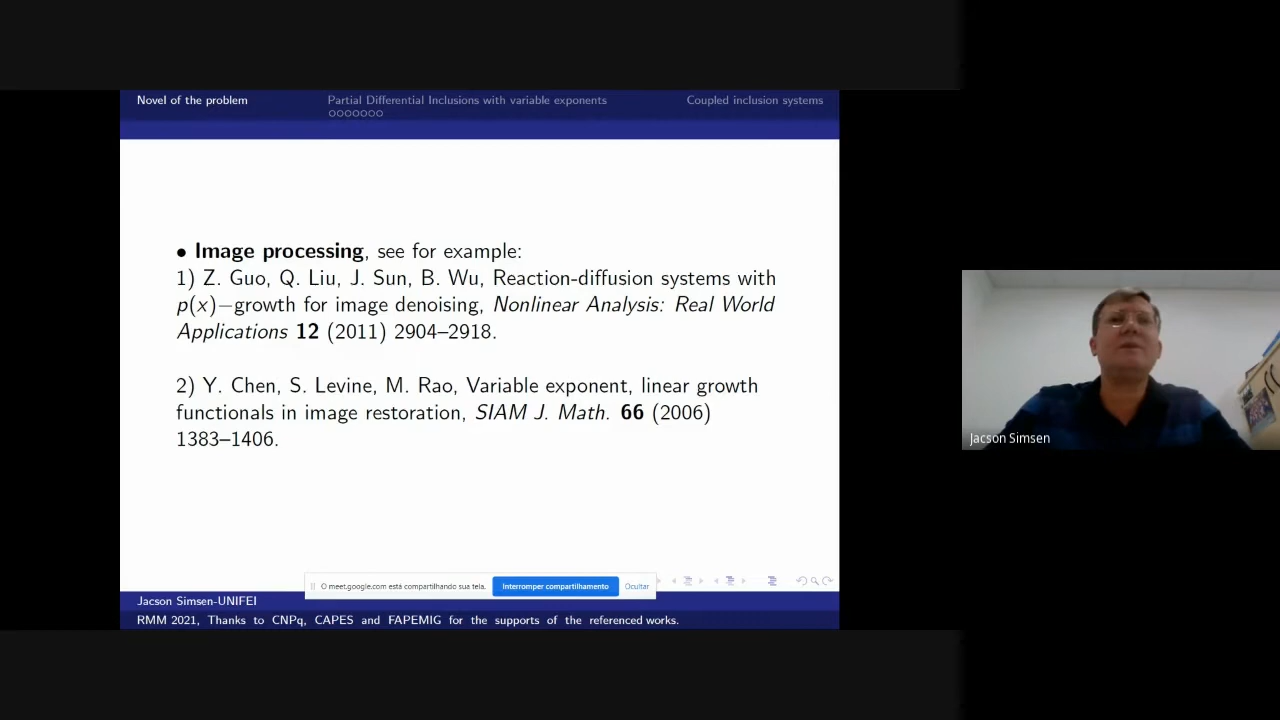 Novel of the problem
Partial Differential Inclusions with variable exponents
Coupled inclusion systems
• Image processing, see for example:
1) Z. Guo, Q. Liu, J. Sun, B. Wu, Reaction-diffusion systems with
p(x)−growth for image denoising, Nonlinear Analysis: Real World
Applications 12 (2011) 2904–2918.
2) Y. Chen, S. Levine, M. Rao, Variable exponent, linear growth
functionals in image restoration, SIAM J. Math. 66 (2006)
1383–1406.
Jacson Simsen
O meet.google.com está compartilhando sua tela.
Interromper compartilhamento
Ocultar
Jacson Simsen-UNIFEI
RMM 2021, Thanks to CNPq, CAPES and FAPEMIG for the supports of the referenced works.